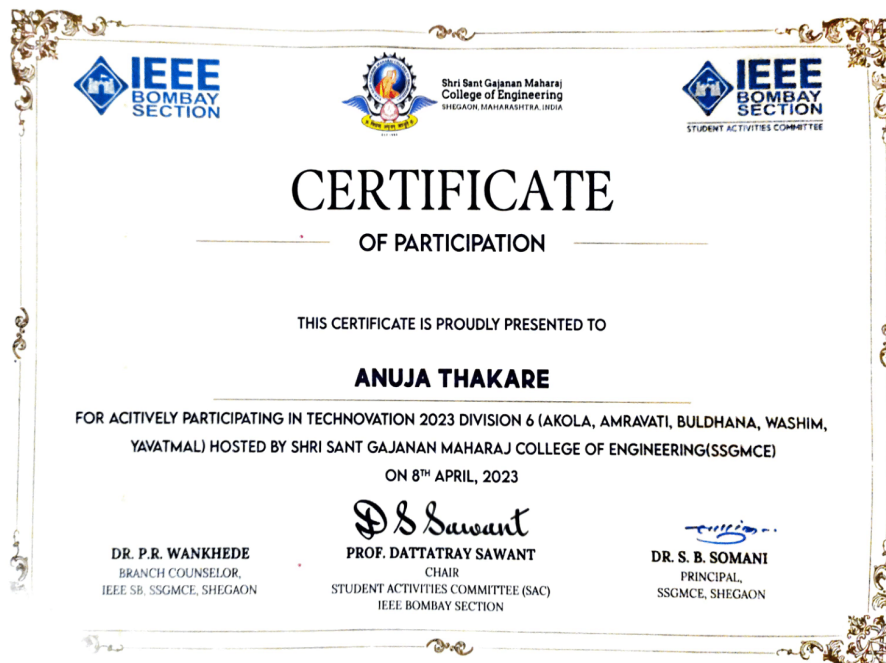 IEEE
BOMBAY
SECTION
Shri Sant Gajanan Maharaj
College of Engineering
SHEGAON, MAHARASHTRA, INDIA
IEEE
BOMBAY
SECTION
STUDENT ACTIVITIES COMMITTEE
CERTIFICATE
OF PARTICIPATION
THIS CERTIFICATE IS PROUDLY PRESENTED TO
ANUJA THAKARE
FOR ACITIVELY PARTICIPATING IN TECHNOVATION 2023 DIVISION 6 (AKOLA, AMRAVATI, BULDHANA, WASHIM,
YAVATMAL) HOSTED BY SHRI SANT GAJANAN MAHARAJ COLLEGE OF ENGINEERING(SSGMCE)
ON 8TH APRIL, 2023
D S Sawant
DR. P.R. WANKHEDE
BRANCH COUNSELOR,
IEEE SB, SSGMCE, SHEGAON
PROF. DATTATRAY SAWANT
CHAIR
STUDENT ACTIVITIES COMMITTEE (SAC)
IEEE BOMBAY SECTION
DR. S. B. SOMANI
PRINCIPAL,
SSGMCE, SHEGAON